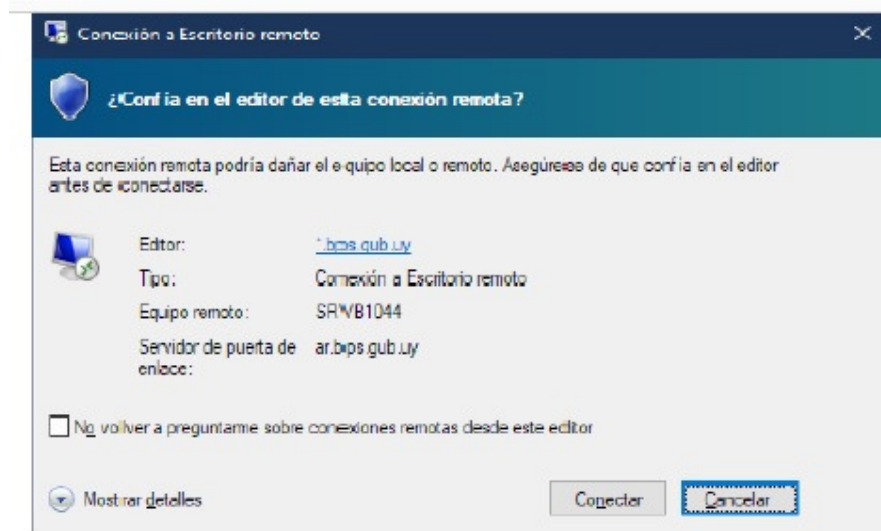 Conexión a Escritorio remoto
¿Confía en el editor de esta conexión remota?
Esta conexión remota podría dañar el equipo local o remoto. Asegúrese de que confía en el editor
antes de conectarse.
Editor: *.bps.gub.uy
Tipo: Conexión a Escritorio remoto
Equipo remoto: SRWB1044
Servidor de puerta de ar.bps.gub.uy
enlace:
No volver a preguntarme sobre conexiones remotas desde este editor
Mostrar detalles
Conectar
Cancelar